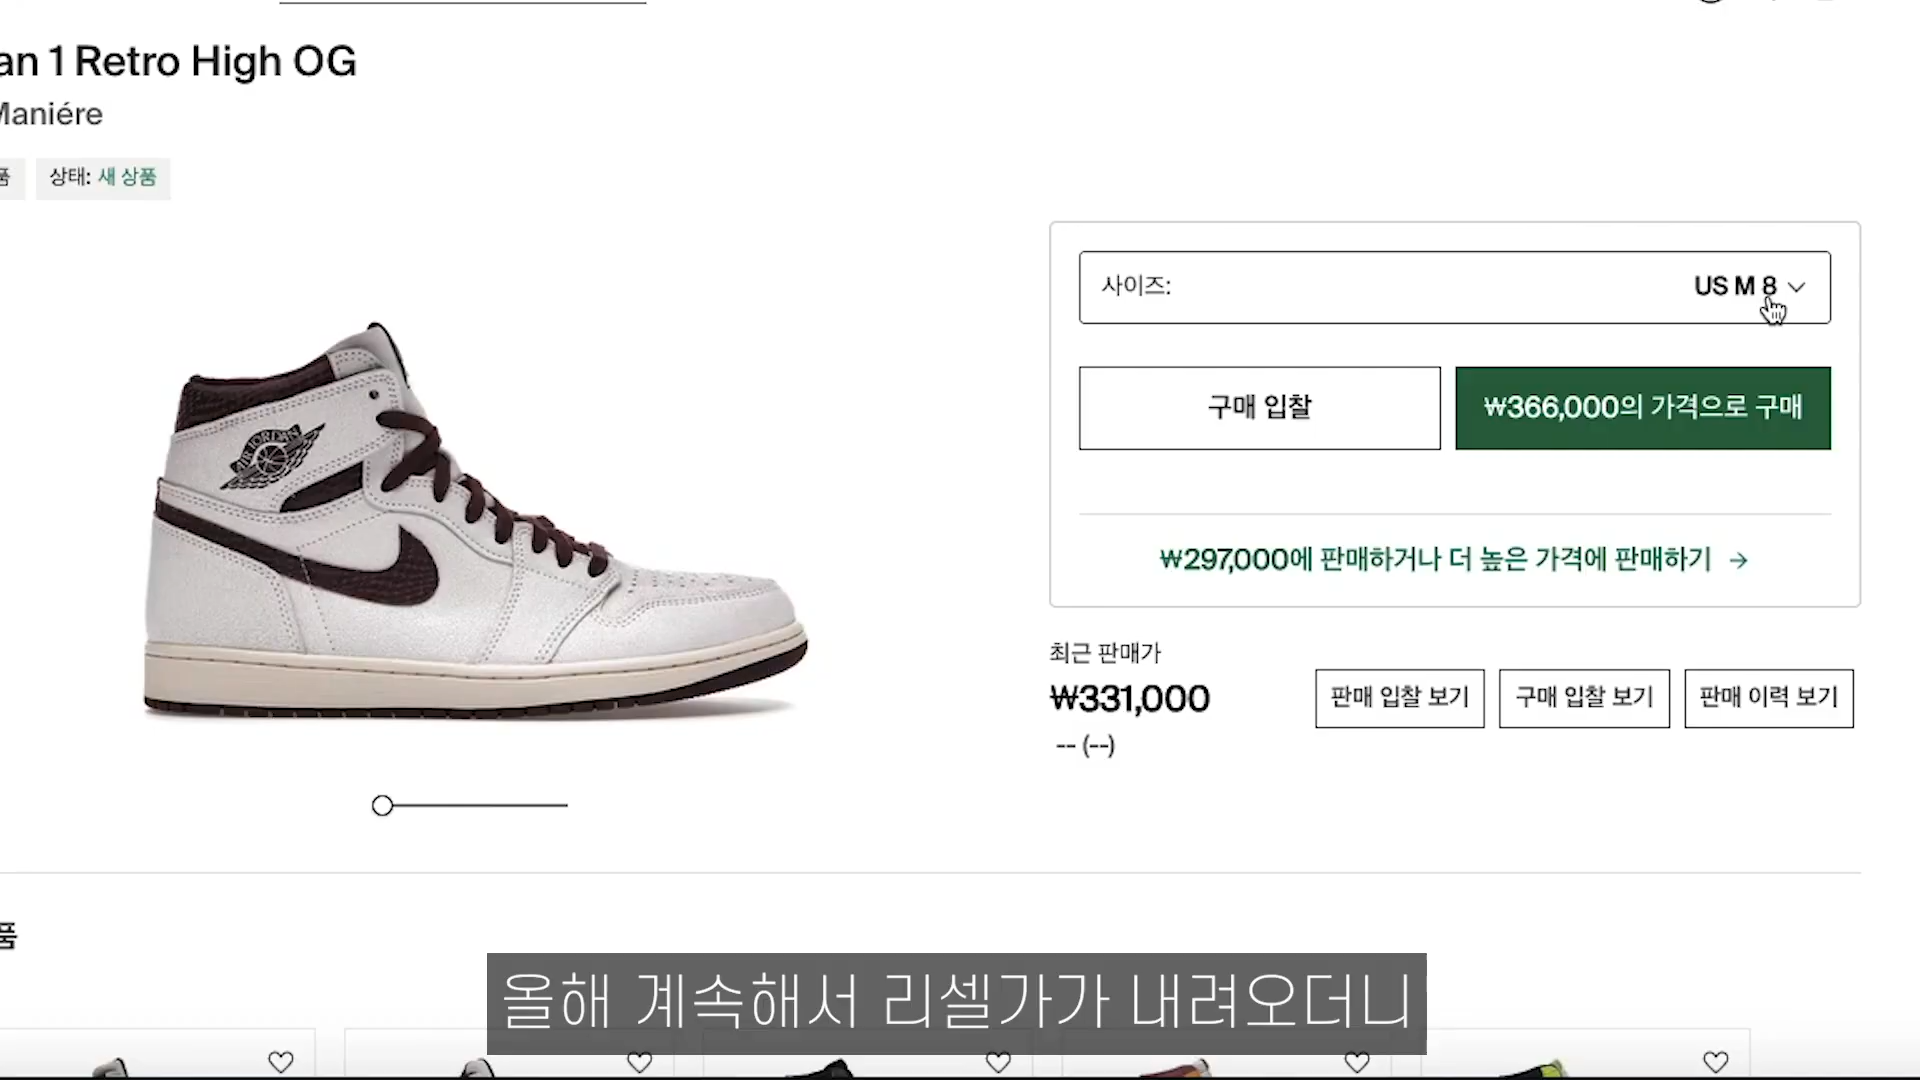 an 1 Retro High OG
Maniére
품
상태: 새 상품
사이즈:
US M 8
구매 입찰
₩366,000의 가격으로 구매
₩297,000에 판매하거나 더 높은 가격에 판매하기 →
최근 판매가
₩331,000
-- (--)
판매 입찰 보기
구매 입찰 보기
판매 이력 보기
AIR JORDAN
품
올해 계속해서 리셀가가 내려오더니